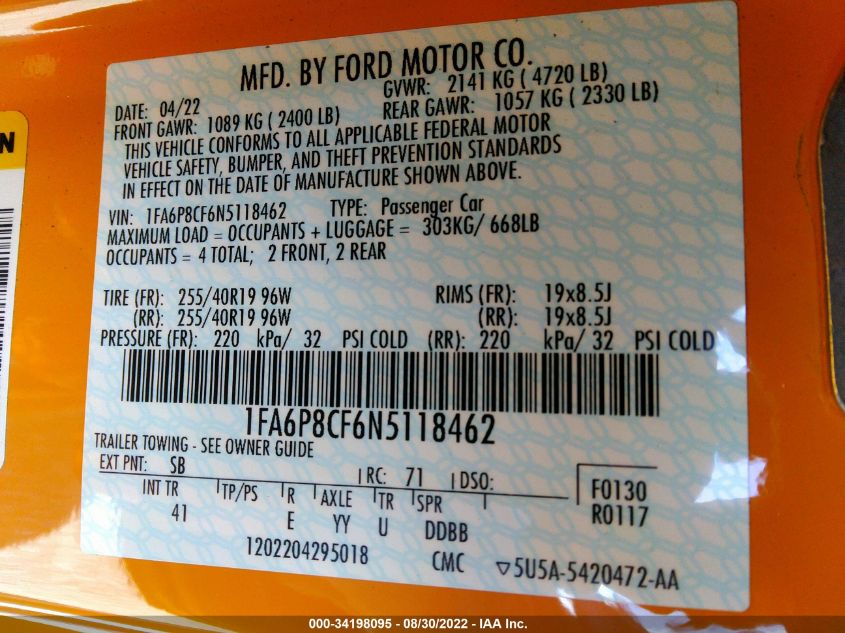 MFD. BY FORD MOTOR CO.
DATE: 04/22 GVWR: 2141 KG ( 4720 LB)
FRONT GAWR: 1089 KG ( 2400 LB) REAR GAWR: 1057 KG ( 2330 LB)
THIS VEHICLE CONFORMS TO ALL APPLICABLE FEDERAL MOTOR
VEHICLE SAFETY, BUMPER, AND THEFT PREVENTION STANDARDS
IN EFFECT ON THE DATE OF MANUFACTURE SHOWN ABOVE.
VIN: 1FA6P8CF6N5118462 TYPE: Passenger Car
MAXIMUM LOAD = OCCUPANTS + LUGGAGE = 303KG/ 668LB
OCCUPANTS = 4 TOTAL; 2 FRONT, 2 REAR
TIRE (FR): 255/40R19 96W RIMS (FR): 19x8.5J
(RR): 255/40R19 96W (RR): 19x8.5J
PRESSURE (FR): 220 kPa/ 32 PSI COLD (RR): 220 kPa/ 32 PSI COLD
1FA6P8CF6N5118462
TRAILER TOWING - SEE OWNER GUIDE
EXT PNT: SB RC: 71 DSO:
F0130
INT TR TP/PS R AXLE TR SPR
R0117
41 E YY U DDBB
1202204295018 CMC 5U5A-5420472-AA
N
000-34198095 - 08/30/2022 - IAA Inc.